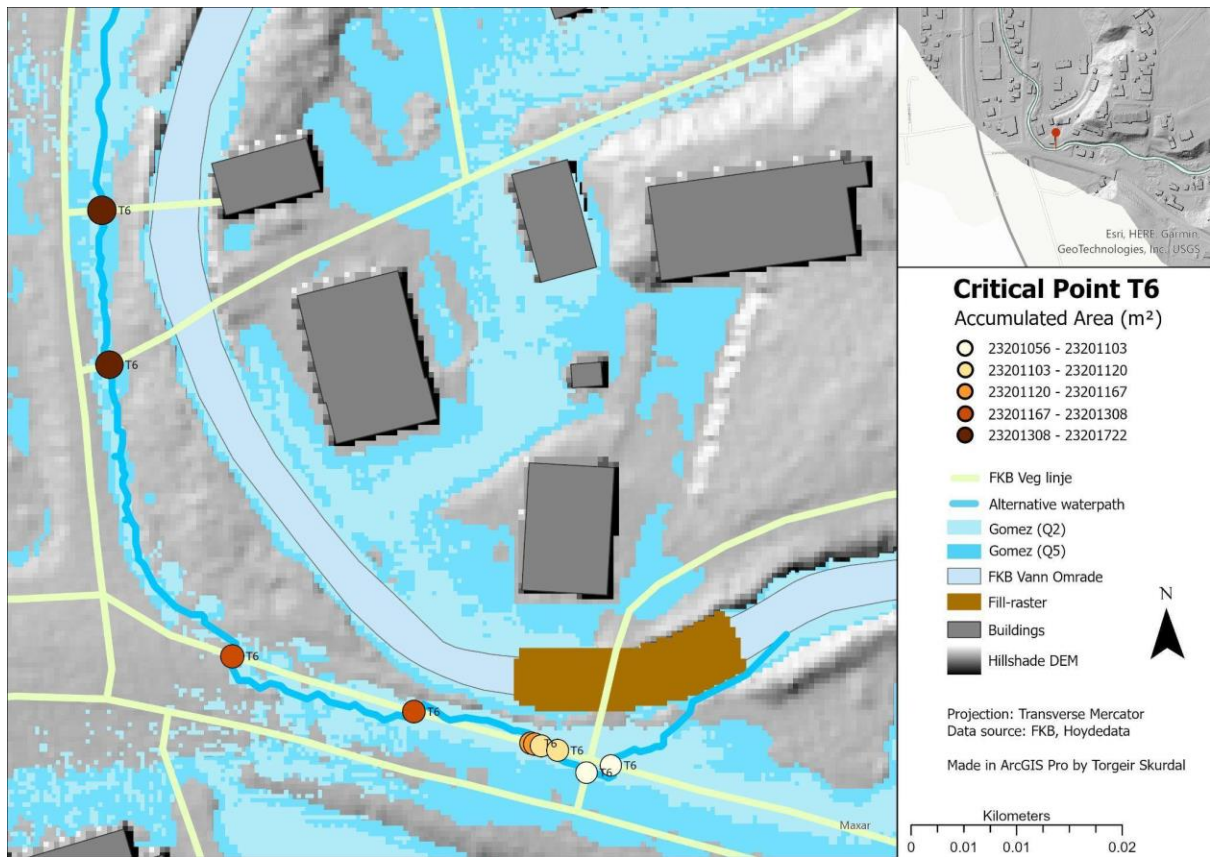 T6
T6
T6
T6
T6
T6
T6
T6
Maxar
Esri, HERE, Garmin,
GeoTechnologies, Inc., USGS
Critical Point T6
Accumulated Area (m²)
23201056 - 23201103
23201103 - 23201120
23201120 - 23201167
23201167 - 23201308
23201308 - 23201722
FKB Veg linje
Alternative waterpath
Gomez (Q2)
Gomez (Q5)
FKB Vann Omrade
Fill-raster
Buildings
Hillshade DEM
N
Projection: Transverse Mercator
Data source: FKB, Hoydedata
Made in ArcGIS Pro by Torgeir Skurdal
Kilometers
0 0.01 0.01 0.02